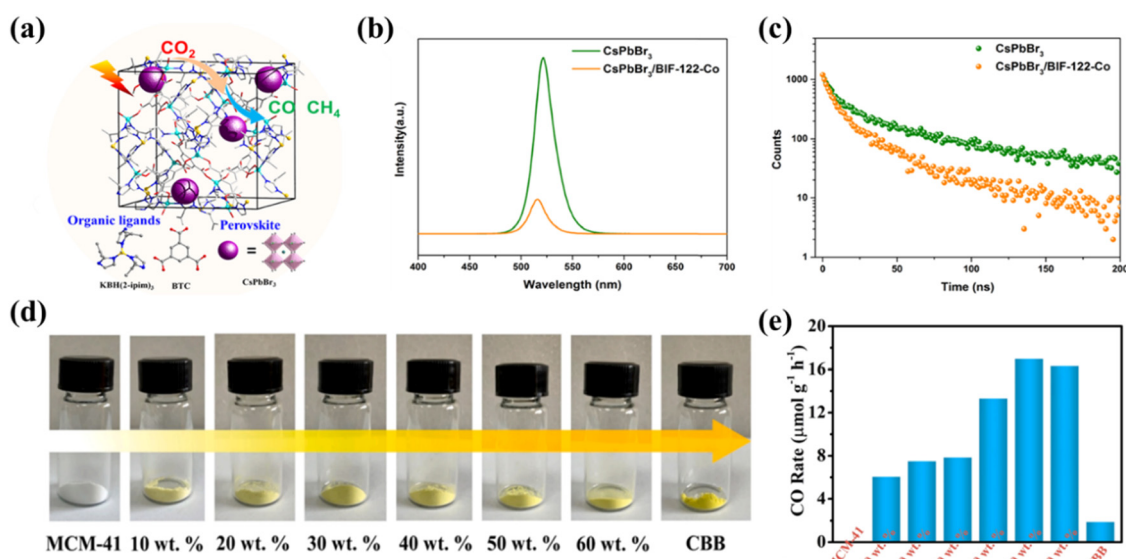 (a)
CO2
CO CH4
Organic ligands
Perovskite
=
KBH(2-ipim)3
BTC
CsPbBr3
(b)
CsPbBr3
CsPbBr3/BIF-122-Co
Intensity(a.u.)
400 450 500 550 600 650 700
Wavelength (nm)
(c)
CsPbBr3
CsPbBr3/BIF-122-Co
Counts
1000
100
10
1
0 50 100 150 200
Time (ns)
(d)
MCM-41 10 wt. % 20 wt. % 30 wt. % 40 wt. % 50 wt. % 60 wt. % CBB
(e)
CO Rate (μmol g-1 h-1)
20
16
12
8
4
0
MCM-41
CBB